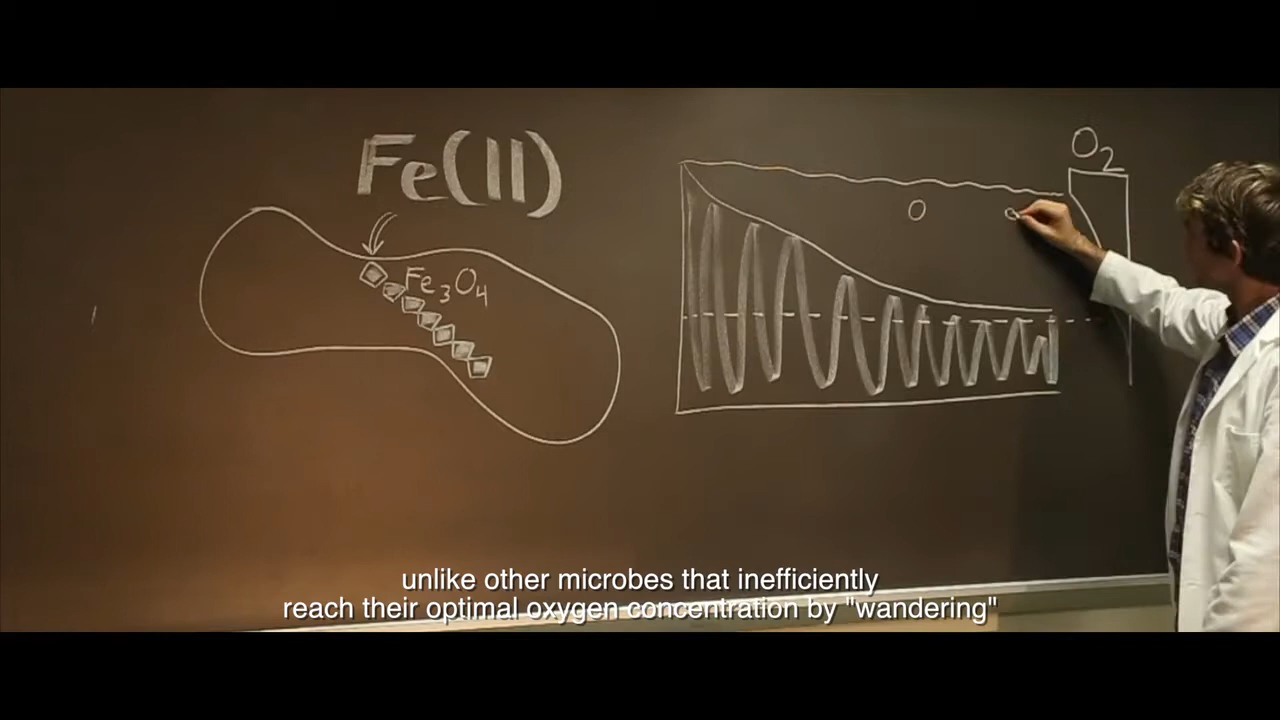 Fe(II)
Fe₃O₄
O₂
unlike other microbes that inefficiently
reach their optimal oxygen concentration by "wandering"